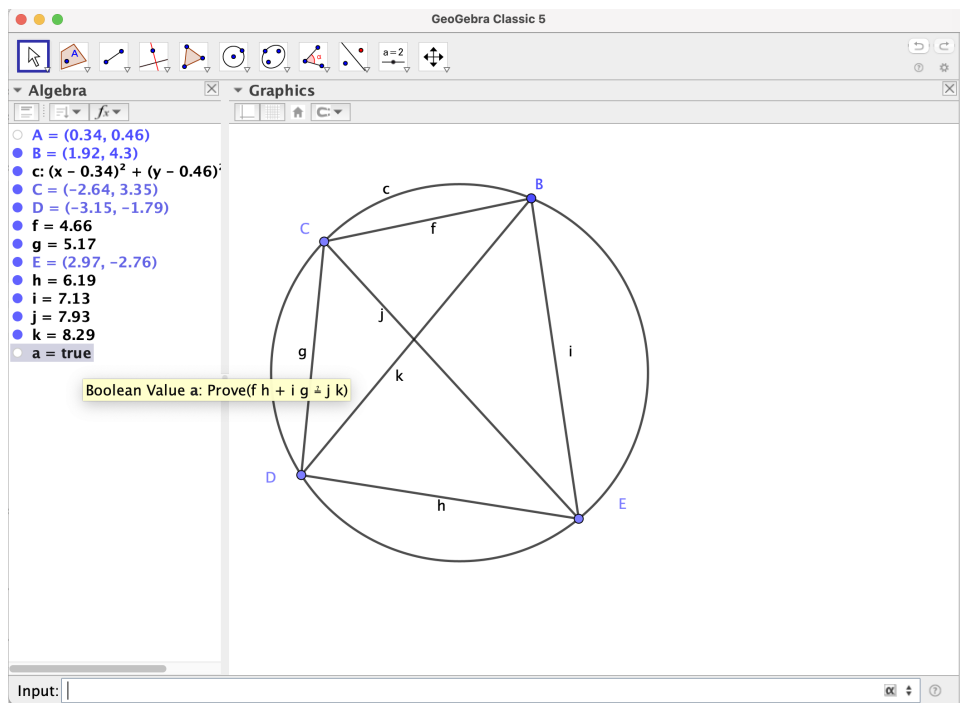 GeoGebra Classic 5
A
α
a=2
Algebra
Graphics
fx
A = (0.34, 0.46)
B = (1.92, 4.3)
c: (x – 0.34)² + (y – 0.46)²
C = (–2.64, 3.35)
D = (–3.15, –1.79)
f = 4.66
g = 5.17
E = (2.97, –2.76)
h = 6.19
i = 7.13
j = 7.93
k = 8.29
a = true
Boolean Value a: Prove(f h + i g ≟ j k)
c
B
C
f
j
g
i
k
D
h
E
Input:
α